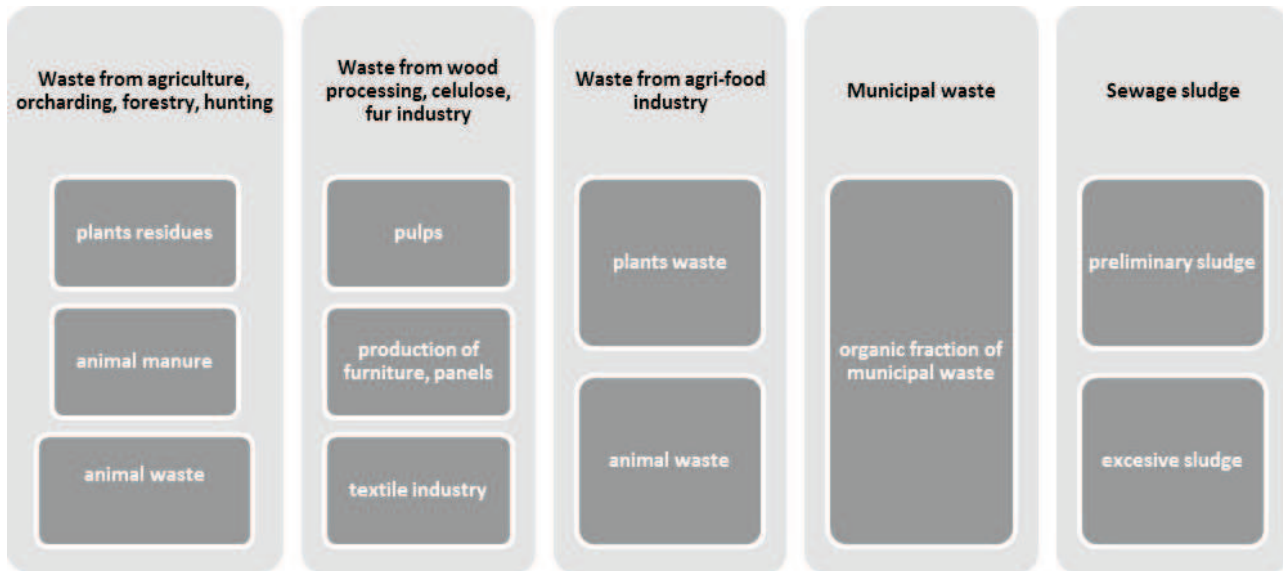 Waste from agriculture,
orcharding, forestry, hunting
plants residues
animal manure
animal waste
Waste from wood
processing, celulose,
fur industry
pulps
production of
furniture, panels
textile industry
Waste from agri-food
industry
plants waste
animal waste
Municipal waste
organic fraction of
municipal waste
Sewage sludge
preliminary sludge
excesive sludge